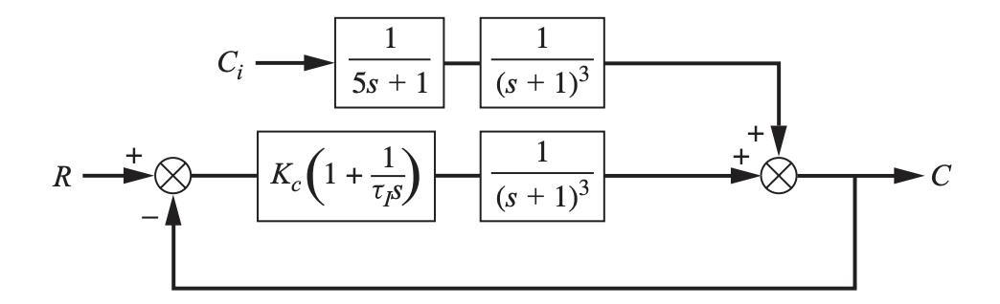 C_i → 1/(5s + 1) 1/(s + 1)^3
+
+
R + K_c(1 + 1/(τ_I s)) 1/(s + 1)^3 C
−